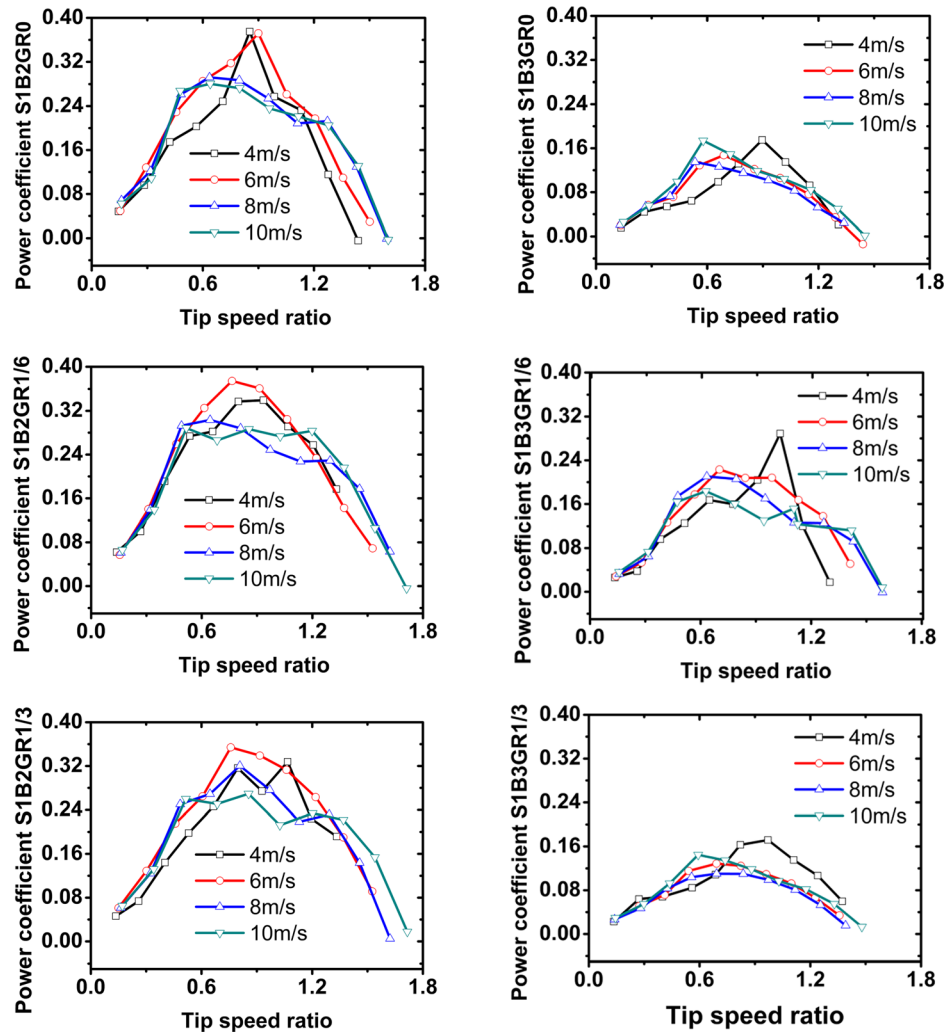 Power coefficient S1B2GR0
0.40
0.32
0.24
0.16
0.08
0.00
4m/s
6m/s
8m/s
10m/s
0.0 0.6 1.2 1.8
Tip speed ratio
Power coefficient S1B3GR0
0.40
0.32
0.24
0.16
0.08
0.00
4m/s
6m/s
8m/s
10m/s
0.0 0.6 1.2 1.8
Tip speed ratio
Power coefficient S1B2GR1/6
0.40
0.32
0.24
0.16
0.08
0.00
4m/s
6m/s
8m/s
10m/s
0.0 0.6 1.2 1.8
Tip speed ratio
Power coefficient S1B3GR1/6
0.40
0.32
0.24
0.16
0.08
0.00
4m/s
6m/s
8m/s
10m/s
0.0 0.6 1.2 1.8
Tip speed ratio
Power coefficient S1B2GR1/3
0.40
0.32
0.24
0.16
0.08
0.00
4m/s
6m/s
8m/s
10m/s
0.0 0.6 1.2 1.8
Tip speed ratio
Power coefficient S1B3GR1/3
0.40
0.32
0.24
0.16
0.08
0.00
4m/s
6m/s
8m/s
10m/s
0.0 0.6 1.2 1.8
Tip speed ratio